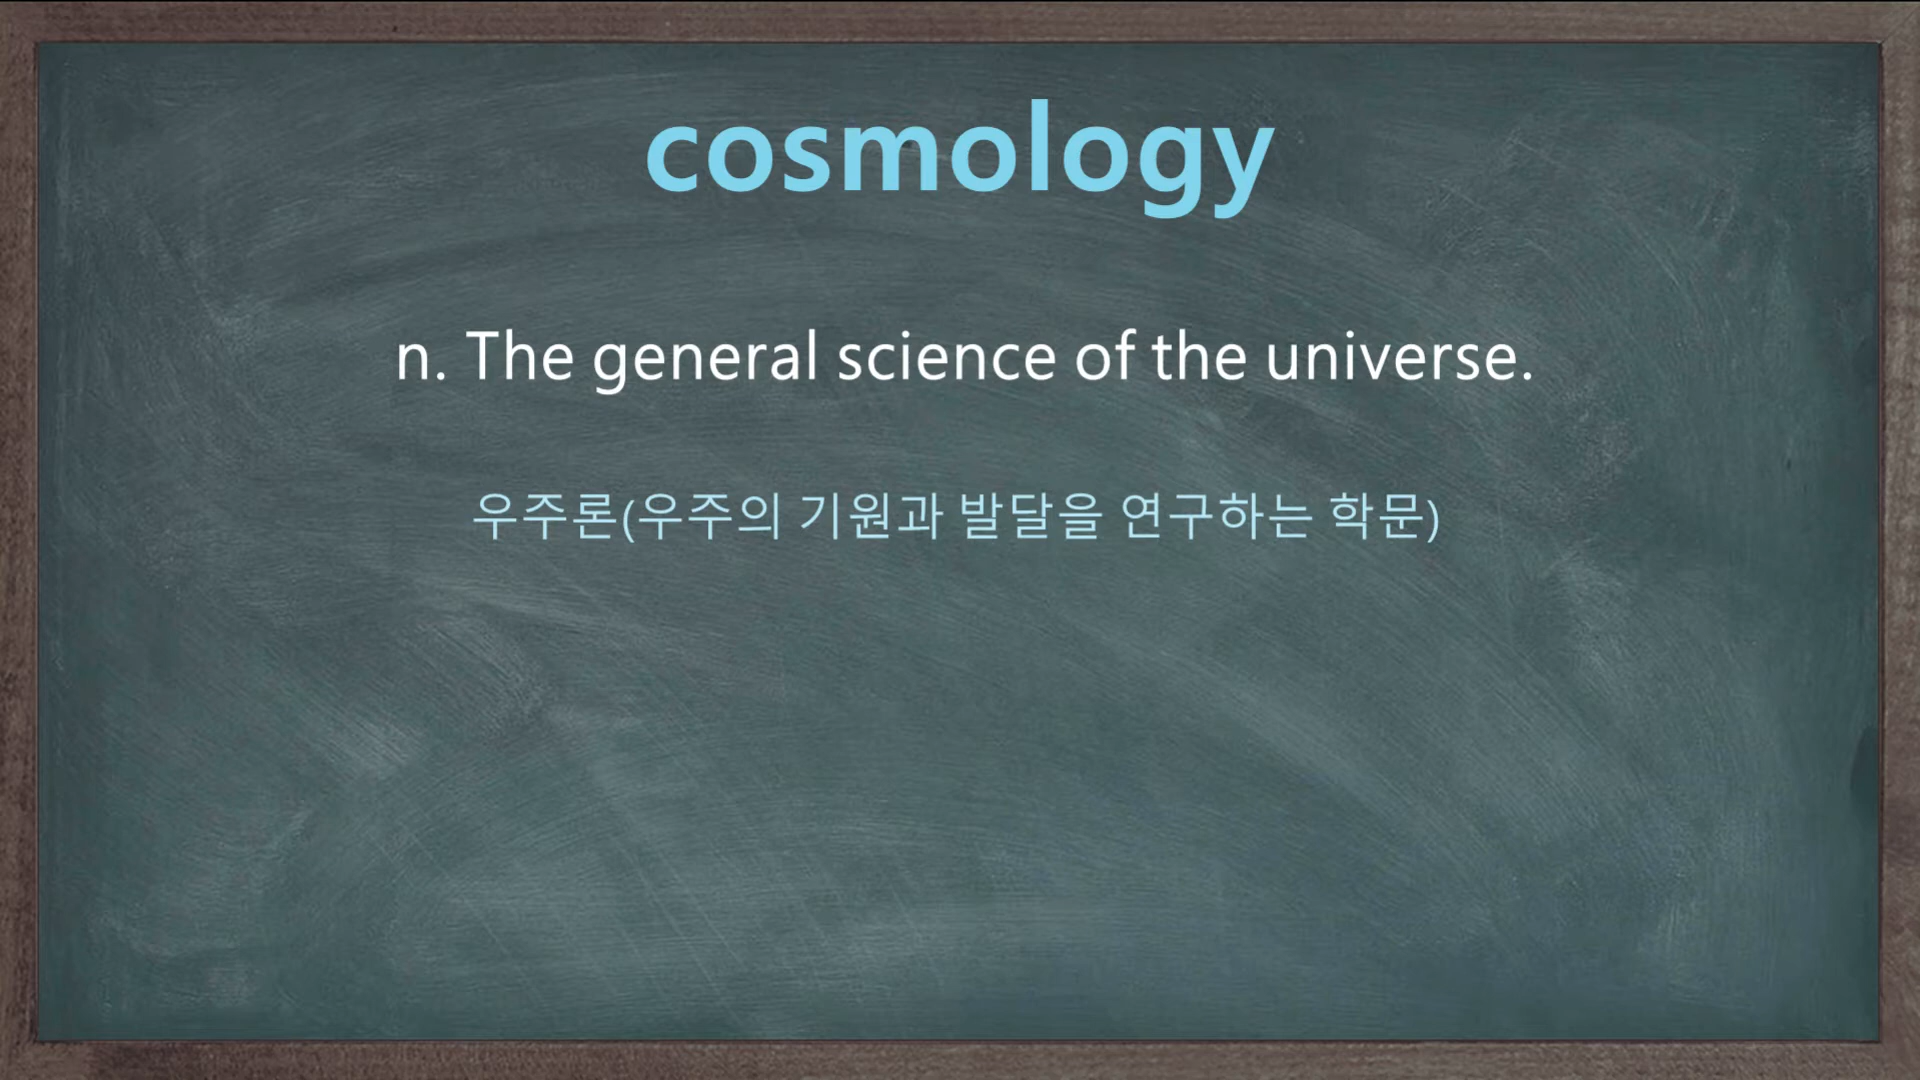 cosmology
n. The general science of the universe.
우주론(우주의 기원과 발달을 연구하는 학문)